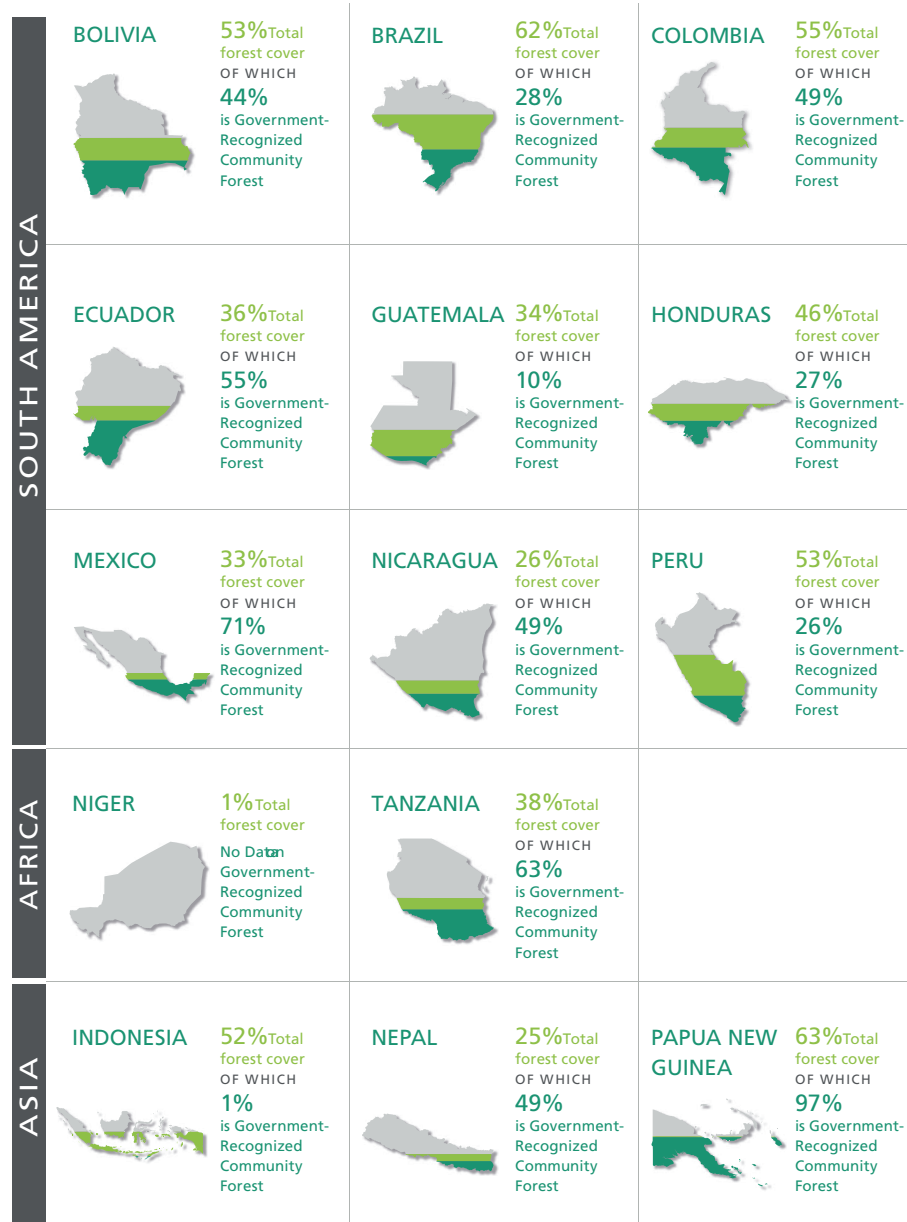 SOUTH AMERICA
BOLIVIA
53% Total
forest cover
OF WHICH
44%
is Government-
Recognized
Community
Forest
BRAZIL
62% Total
forest cover
OF WHICH
28%
is Government-
Recognized
Community
Forest
COLOMBIA
55% Total
forest cover
OF WHICH
49%
is Government-
Recognized
Community
Forest
ECUADOR
36% Total
forest cover
OF WHICH
55%
is Government-
Recognized
Community
Forest
GUATEMALA
34% Total
forest cover
OF WHICH
10%
is Government-
Recognized
Community
Forest
HONDURAS
46% Total
forest cover
OF WHICH
27%
is Government-
Recognized
Community
Forest
MEXICO
33% Total
forest cover
OF WHICH
71%
is Government-
Recognized
Community
Forest
NICARAGUA
26% Total
forest cover
OF WHICH
49%
is Government-
Recognized
Community
Forest
PERU
53% Total
forest cover
OF WHICH
26%
is Government-
Recognized
Community
Forest
AFRICA
NIGER
1% Total
forest cover
No Data on
Government-
Recognized
Community
Forest
TANZANIA
38% Total
forest cover
OF WHICH
63%
is Government-
Recognized
Community
Forest
ASIA
INDONESIA
52% Total
forest cover
OF WHICH
1%
is Government-
Recognized
Community
Forest
NEPAL
25% Total
forest cover
OF WHICH
49%
is Government-
Recognized
Community
Forest
PAPUA NEW
GUINEA
63% Total
forest cover
OF WHICH
97%
is Government-
Recognized
Community
Forest